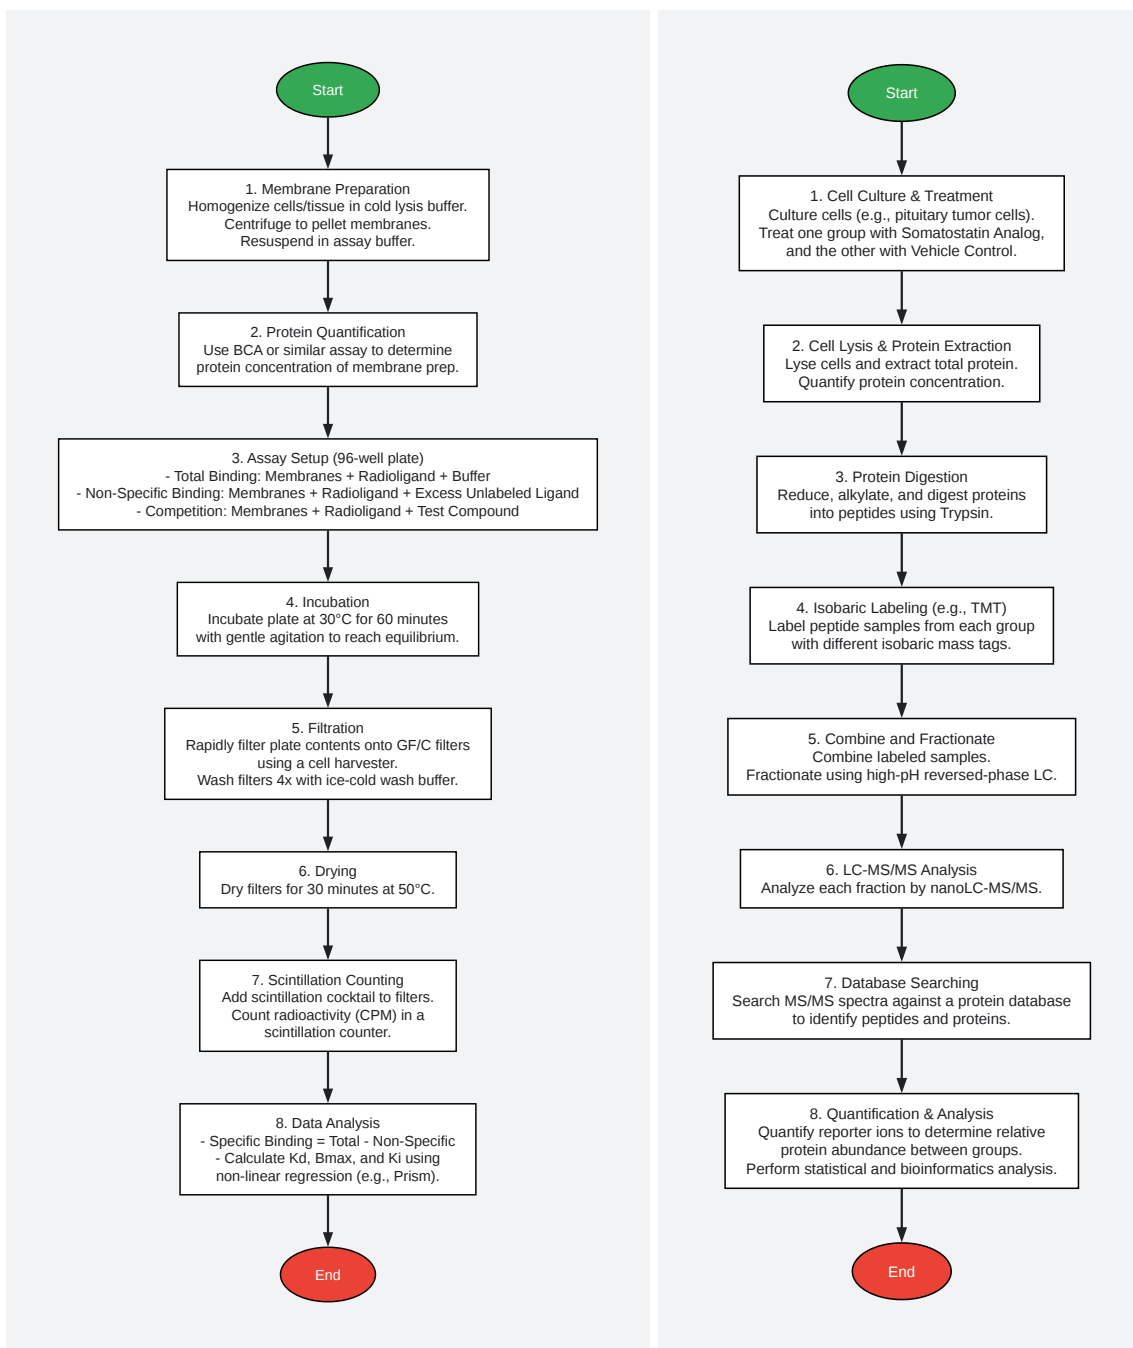 Start
1. Membrane Preparation
Homogenize cells/tissue in cold lysis buffer.
Centrifuge to pellet membranes.
Resuspend in assay buffer.
2. Protein Quantification
Use BCA or similar assay to determine
protein concentration of membrane prep.
3. Assay Setup (96-well plate)
- Total Binding: Membranes + Radioligand + Buffer
- Non-Specific Binding: Membranes + Radioligand + Excess Unlabeled Ligand
- Competition: Membranes + Radioligand + Test Compound
4. Incubation
Incubate plate at 30°C for 60 minutes
with gentle agitation to reach equilibrium.
5. Filtration
Rapidly filter plate contents onto GF/C filters
using a cell harvester.
Wash filters 4x with ice-cold wash buffer.
6. Drying
Dry filters for 30 minutes at 50°C.
7. Scintillation Counting
Add scintillation cocktail to filters.
Count radioactivity (CPM) in a
scintillation counter.
8. Data Analysis
- Specific Binding = Total - Non-Specific
- Calculate Kd, Bmax, and Ki using
non-linear regression (e.g., Prism).
End
Start
1. Cell Culture & Treatment
Culture cells (e.g., pituitary tumor cells).
Treat one group with Somatostatin Analog,
and the other with Vehicle Control.
2. Cell Lysis & Protein Extraction
Lyse cells and extract total protein.
Quantify protein concentration.
3. Protein Digestion
Reduce, alkylate, and digest proteins
into peptides using Trypsin.
4. Isobaric Labeling (e.g., TMT)
Label peptide samples from each group
with different isobaric mass tags.
5. Combine and Fractionate
Combine labeled samples.
Fractionate using high-pH reversed-phase LC.
6. LC-MS/MS Analysis
Analyze each fraction by nanoLC-MS/MS.
7. Database Searching
Search MS/MS spectra against a protein database
to identify peptides and proteins.
8. Quantification & Analysis
Quantify reporter ions to determine relative
protein abundance between groups.
Perform statistical and bioinformatics analysis.
End